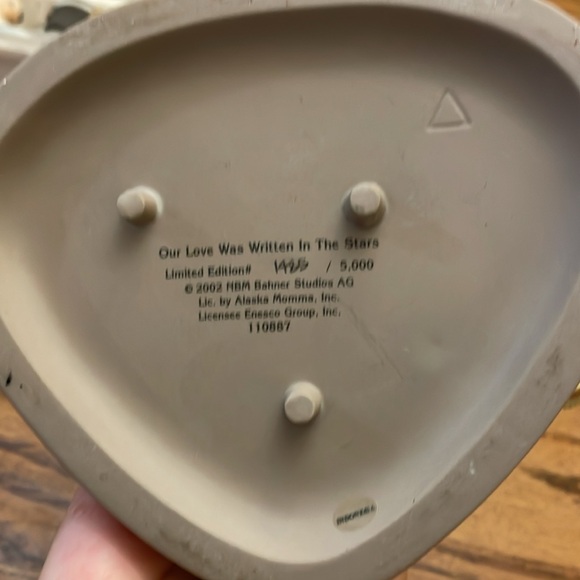 Our Love Was Written In The Stars
Limited Edition# / 5,000
© 2002 NBM Bahner Studios AG
Lic. by Alaska Momma, Inc.
Licensee Enesco Group, Inc.
110887